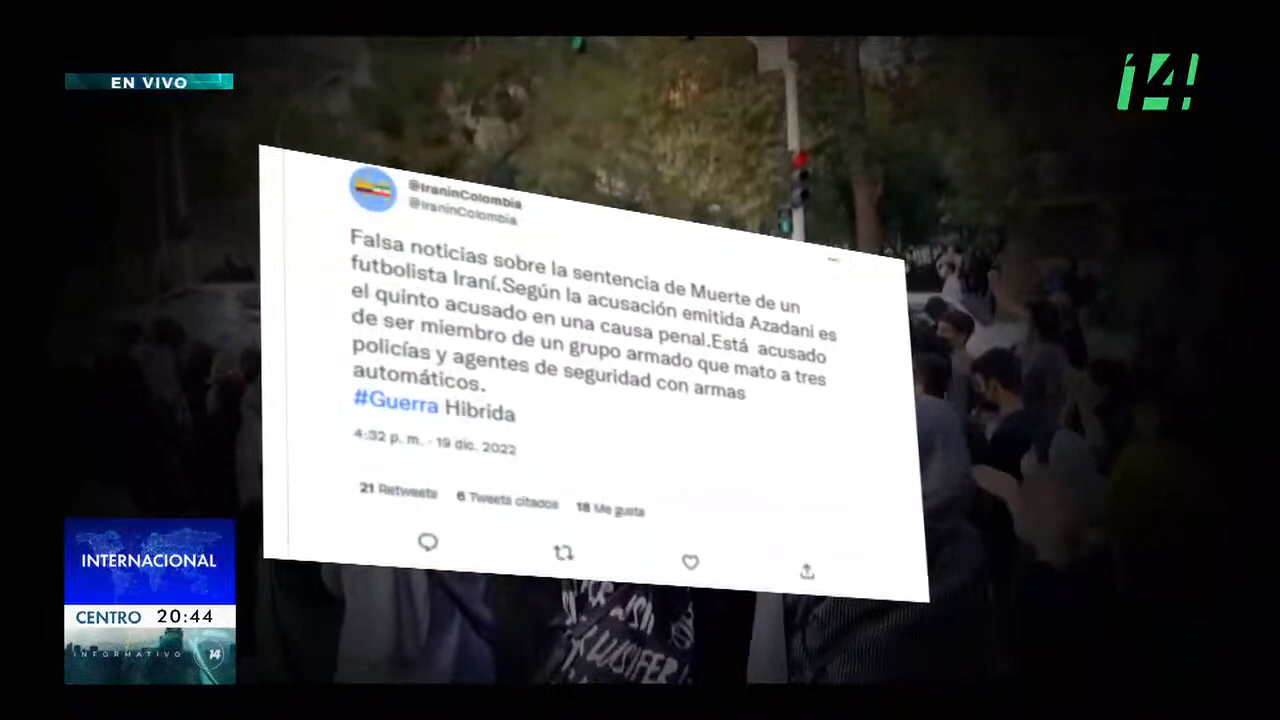 EN VIVO
14!
@IraninColombia
@IraninColombia
Falsa noticias sobre la sentencia de Muerte de un
futbolista Iraní.Según la acusación emitida Azadani es
el quinto acusado en una causa penal.Está acusado
de ser miembro de un grupo armado que mato a tres
policías y agentes de seguridad con armas
automáticos.
#Guerra Hibrida
4:32 p. m. · 19 dic. 2022
21 Retweets 6 Tweets citados 18 Me gusta
INTERNACIONAL
CENTRO 20:44
INFORMATIVO 14